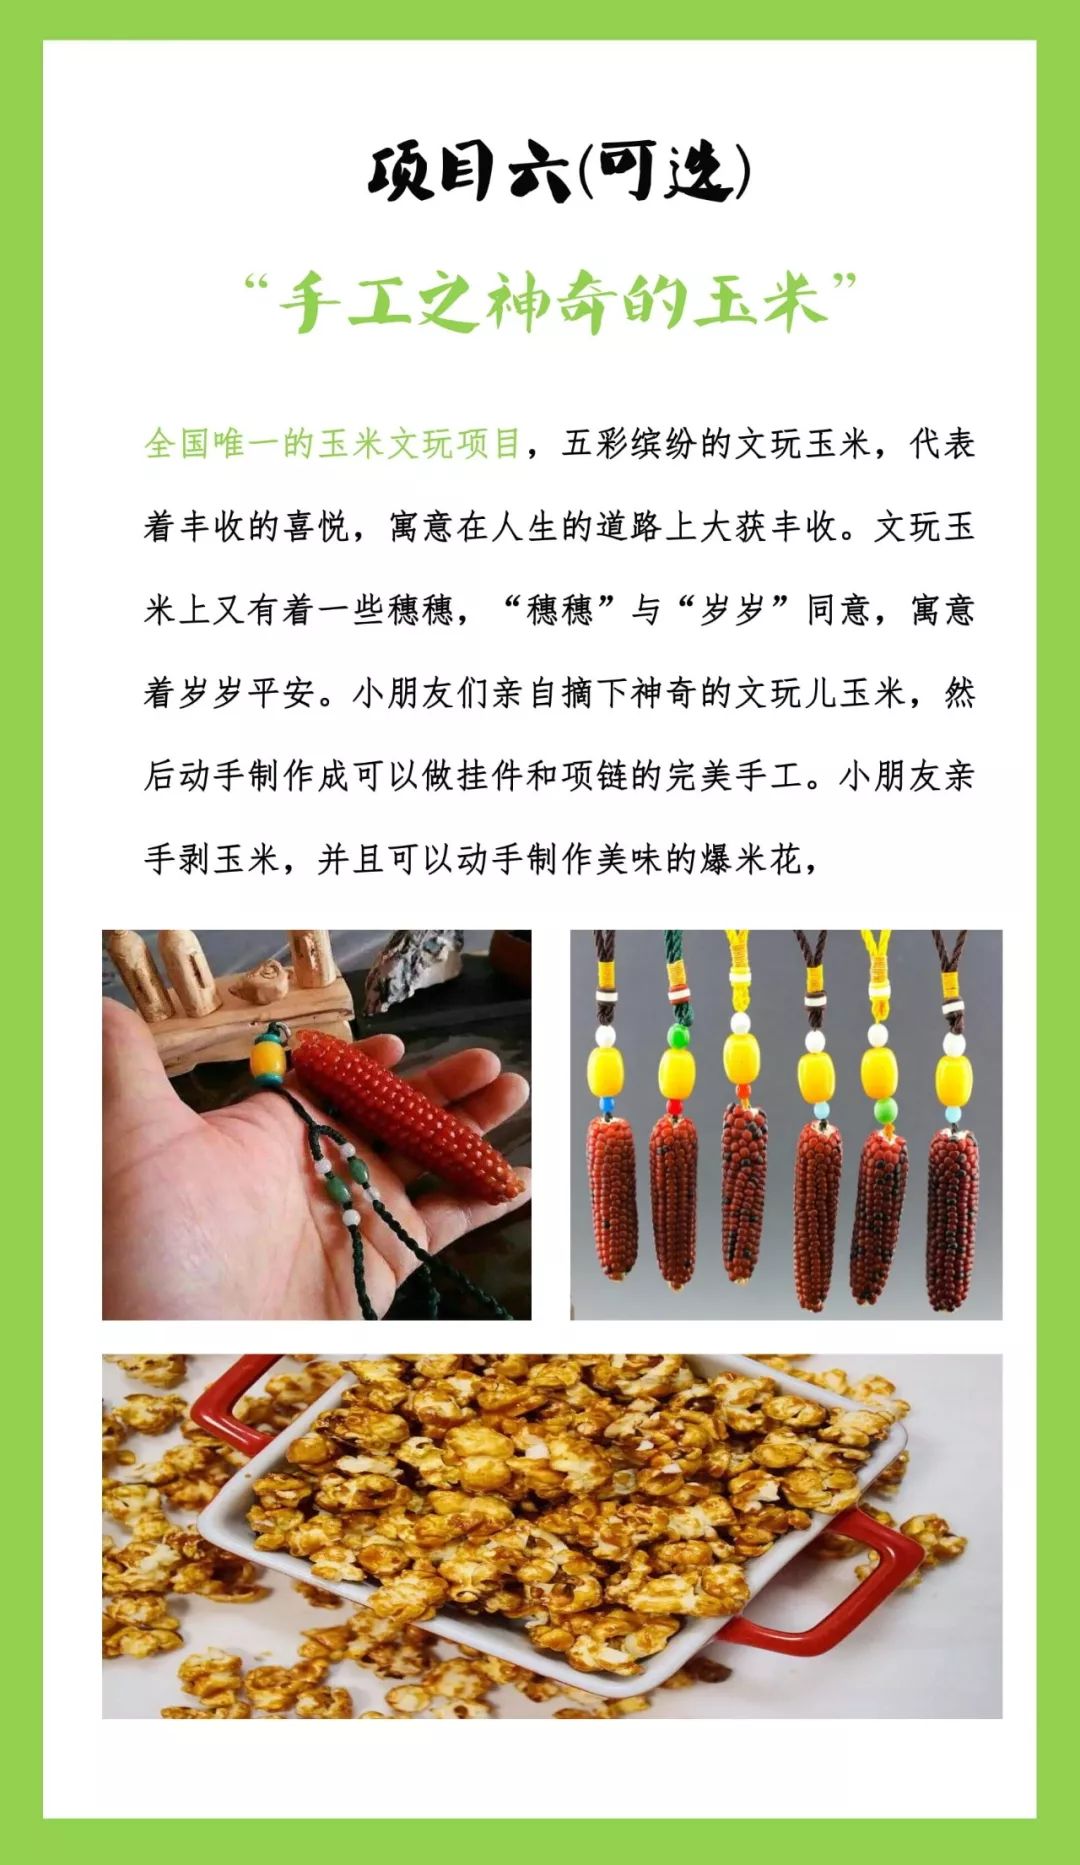 项目六(可选)
“手工之神奇的玉米”
全国唯一的玉米文玩项目，五彩缤纷的文玩玉米，代表
着丰收的喜悦，寓意在人生的道路上大获丰收。文玩玉
米上又有着一些穗穗，“穗穗”与“岁岁”同意，寓意
着岁岁平安。小朋友们亲自摘下神奇的文玩儿玉米，然
后动手制作成可以做挂件和项链的完美手工。小朋友亲
手剥玉米，并且可以动手制作美味的爆米花，